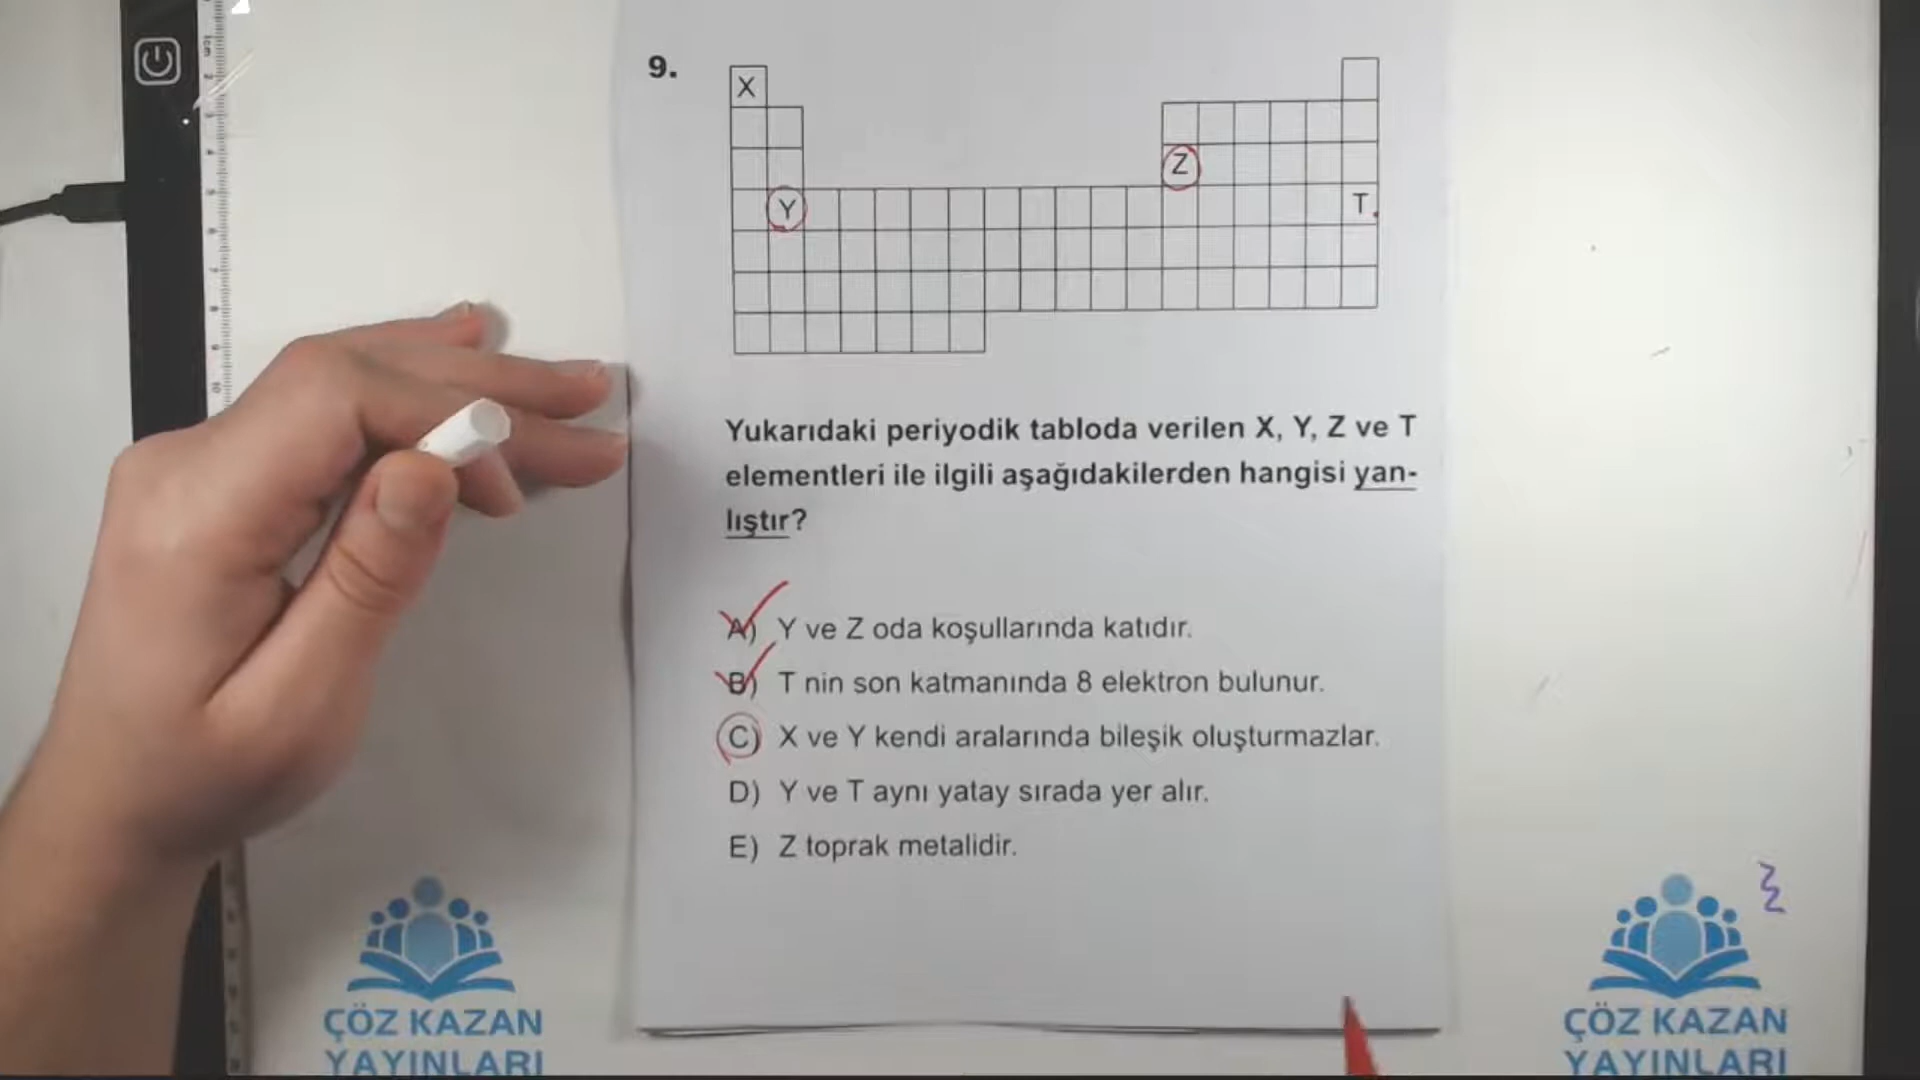 9.
X
Z
Y
T
Yukarıdaki periyodik tabloda verilen X, Y, Z ve T
elementleri ile ilgili aşağıdakilerden hangisi yan-
lıştır?
A) Y ve Z oda koşullarında katıdır.
B) T nin son katmanında 8 elektron bulunur.
C) X ve Y kendi aralarında bileşik oluşturmazlar.
D) Y ve T aynı yatay sırada yer alır.
E) Z toprak metalidir.
ÇÖZ KAZAN
YAYINLARI
ÇÖZ KAZAN
YAYINLARI